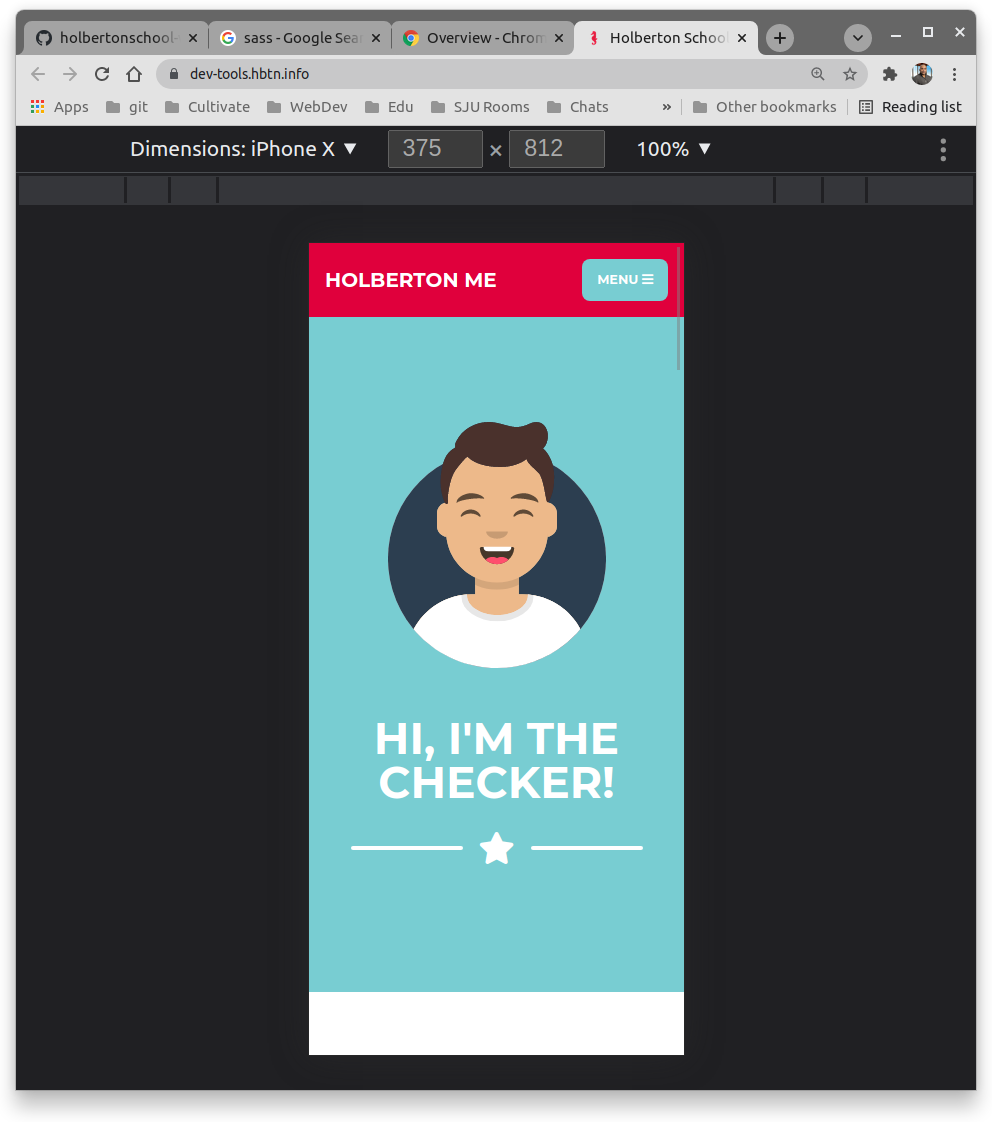 holbertonschool-
sass - Google Sear
Overview - Chrom
Holberton School
dev-tools.hbtn.info
Apps git Cultivate WebDev Edu SJU Rooms Chats » Other bookmarks Reading list
Dimensions: iPhone X ▼ 375 × 812 100% ▼
HOLBERTON ME
MENU
HI, I'M THE
CHECKER!